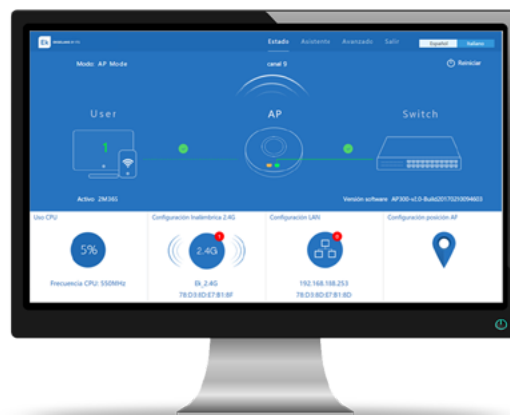 Ek
Estado Asistente Avanzado Salir Español Italiano
Modo: AP Mode
canal 9
Reiniciar
User
AP
Switch
1
Activo 2M36S
Versión software AP300-v2.0-Build20170210094603
Uso CPU
Configuración Inalámbrica 2.4G
Configuración LAN
Configuración posición AP
5%
2.4G
1
Frecuencia CPU: 550MHz
Ek_2.4G
192.168.188.253
78:D3:8D:E7:B1:8F
78:D3:8D:E7:B1:8D